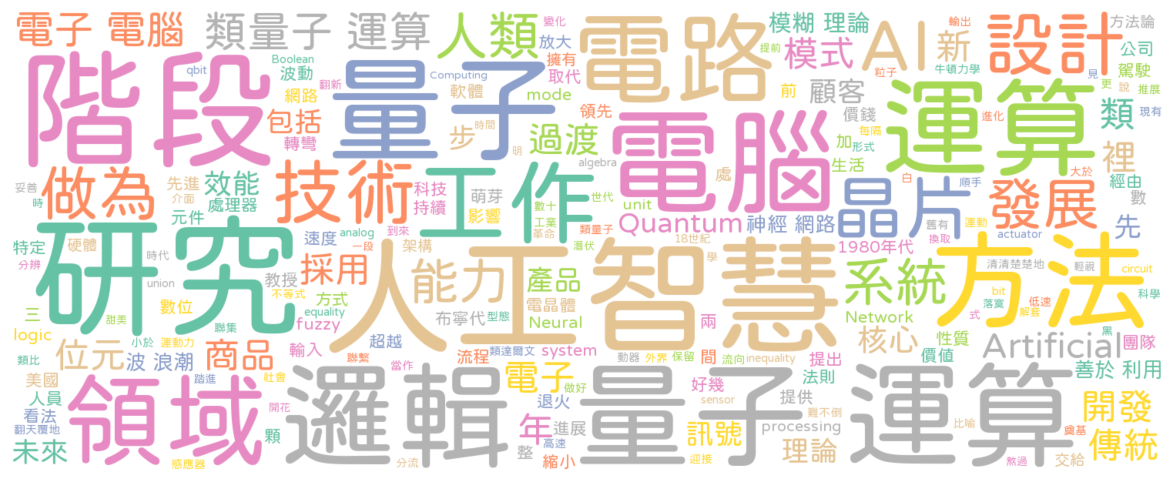 電子 電腦
類量子 運算
人類
變化
放大
電路
提前
模糊 理論
AI
新
輸出
設計
方法論
階段
qbit
Boolean
波動
翻新
網路
包括
轉彎
量子
Computing
軟體
步
時間
明
擁有
取代
mode
領先
過渡
algebra
模式
前
顧客
價錢
加
每隔
形式
生活
粒子
牛頓力學
公司
見
駕駛
更
說
推展
運算
進化
現有
類
電腦
處
白
順手
大於
裡
經由
數
妥善
時
做為
先進
介面
元件
效能
處理器
技術
科技
持續
工作
萌芽
影響
數十
工業
革命
世代
類量子
unit
Quantum
神經 網路
晶片
舊有
換取
運動
actuator
發展
先
特定
分辨
硬體
時代
union
研究
速度
analog
一段
採用
教授
到來
架構
人工智慧
能力
潛伏
18世紀
學
產品
電晶體
1980年代
系統
清清楚楚地
輕視
方法
circuit
科學
三
logic
甜美
小於
數位
聯集
不等式
方式
equality
fuzzy
超越
布寧代
型態
Neural
Network
bit
落寞
解套
低速
式
黑
性質
團隊
類比
位元
波
運動力
浪潮
商品
輸入
聯繫
當作
類達爾文
流程
system
動器
外界
保留
流向
inequality
兩
間
提出
法則
核心
價值
Artificial
善於 利用
美國
人員
看法
翻天覆地
踏進
社會
領域
開花
感應器
未來
顆
邏輯
分流
電子
做好
退火
年
進展
高速
整
縮小
量子 運算
好幾
sensor
訊號
迎接
提供
難不倒
processing
理論
比喻
熬過
交給
奠基
開發
傳統